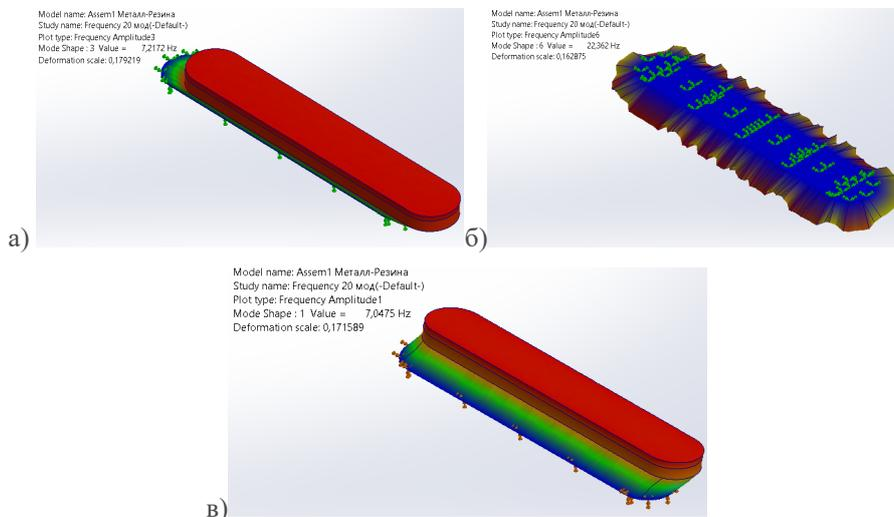 Model name: Assem1 Металл-Резина
Study name: Frequency 20 мод(-Default-)
Plot type: Frequency Amplitude3
Mode Shape : 3 Value = 7,2172 Hz
Deformation scale: 0,179219
а)
Model name: Assem1 Металл-Резина
Study name: Frequency 20 мод(-Default-)
Plot type: Frequency Amplitude6
Mode Shape : 6 Value = 22,362 Hz
Deformation scale: 0,162875
б)
Model name: Assem1 Металл-Резина
Study name: Frequency 20 мод(-Default-)
Plot type: Frequency Amplitude1
Mode Shape : 1 Value = 7,0475 Hz
Deformation scale: 0,171589
в)